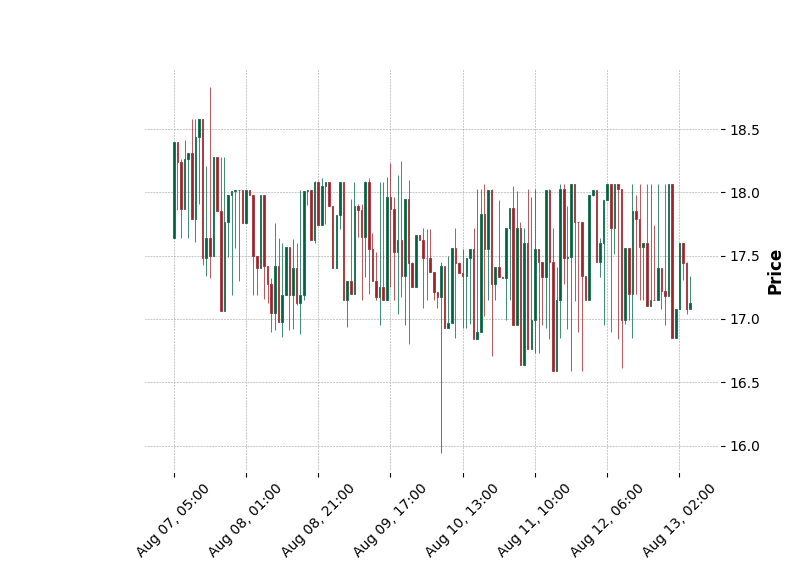 18.5
18.0
17.5
17.0
16.5
16.0
Price
Aug 07, 05:00
Aug 08, 01:00
Aug 08, 21:00
Aug 09, 17:00
Aug 10, 13:00
Aug 11, 10:00
Aug 12, 06:00
Aug 13, 02:00